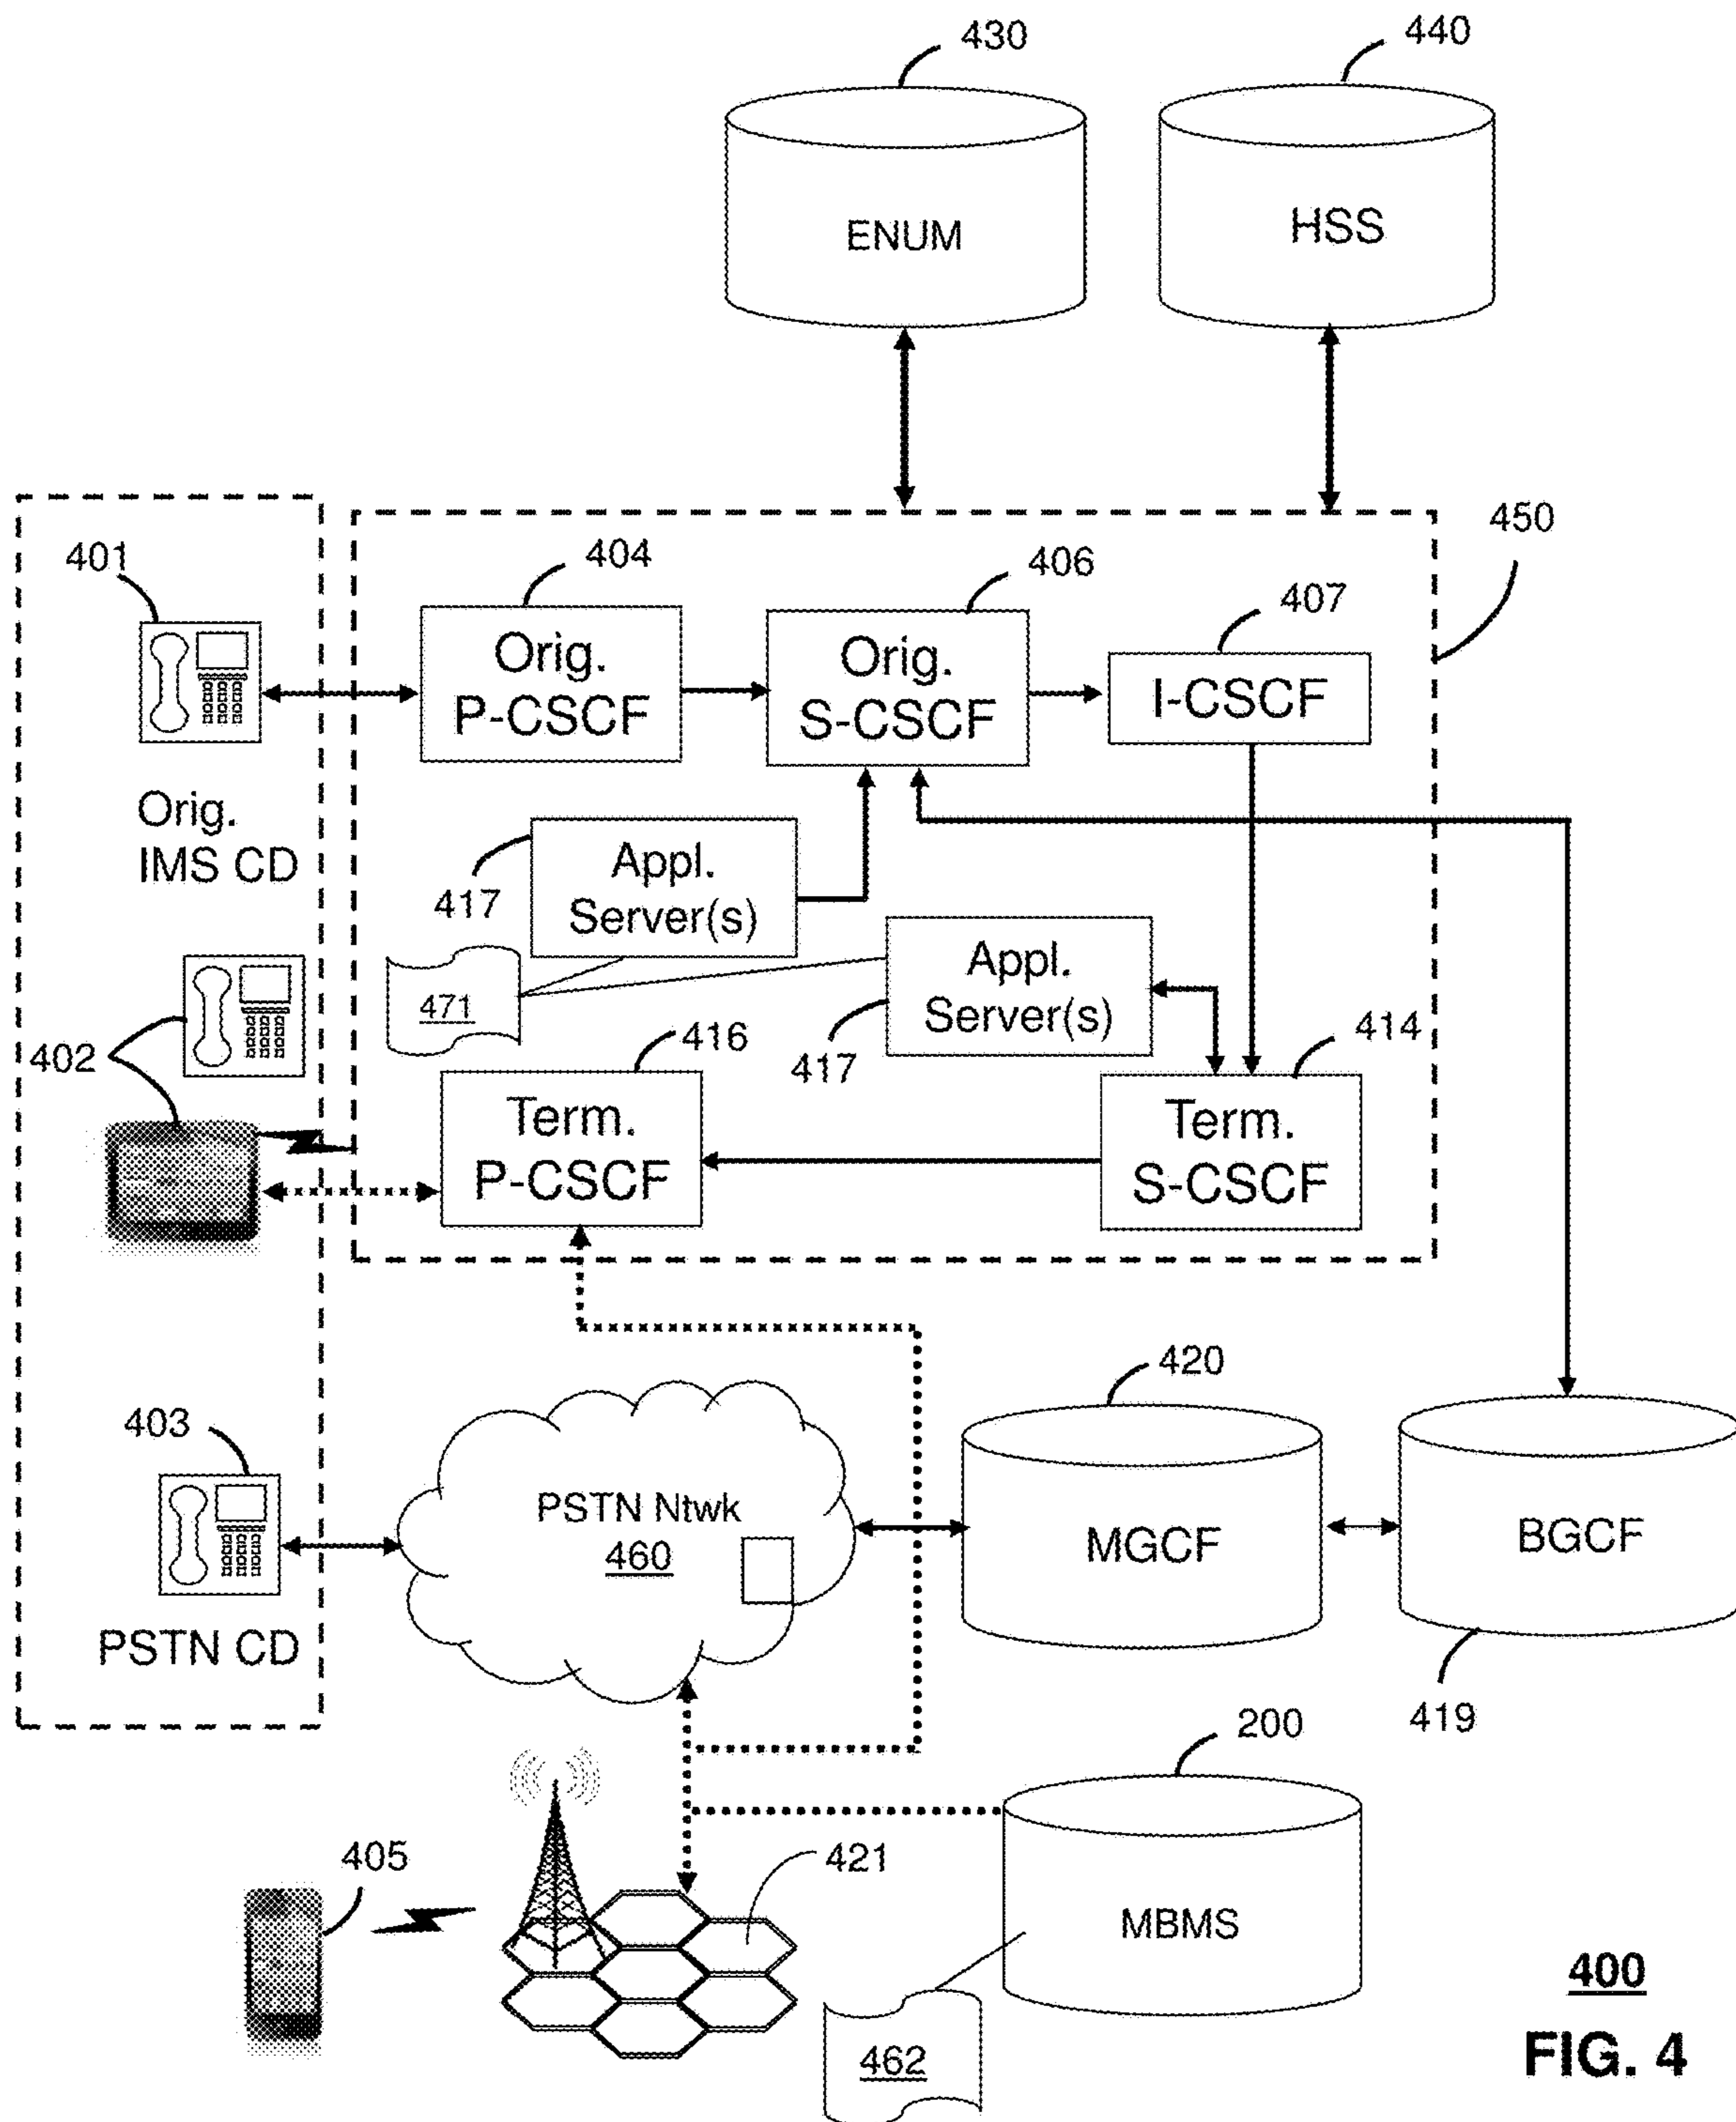 430
440
ENUM
HSS
450
401
404
406
407
Orig.
P-CSCF
Orig.
S-CSCF
I-CSCF
Orig.
IMS CD
417
Appl.
Server(s)
471
Appl.
Server(s)
417
402
416
414
Term.
P-CSCF
Term.
S-CSCF
403
PSTN CD
PSTN Ntwk
460
420
MGCF
BGCF
419
200
405
421
MBMS
462
400
FIG. 4